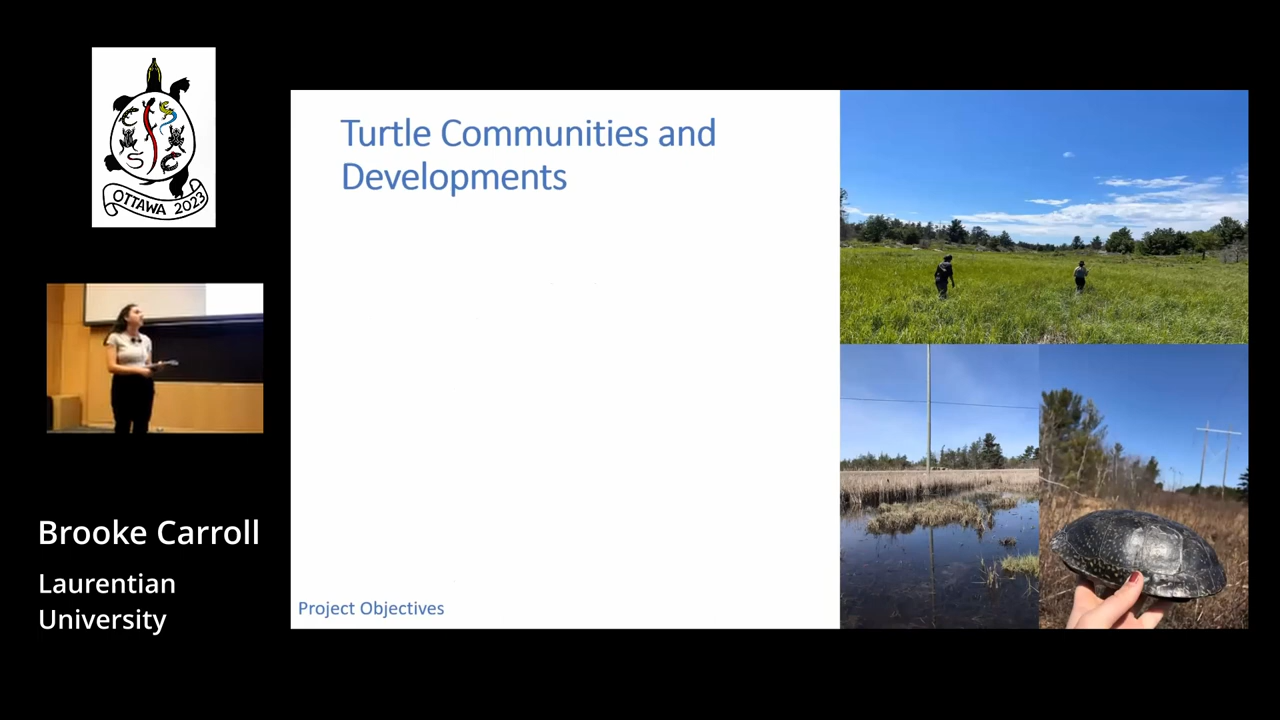 C
S
S
C
OTTAWA 2023
Turtle Communities and
Developments
Brooke Carroll
Laurentian
University
Project Objectives